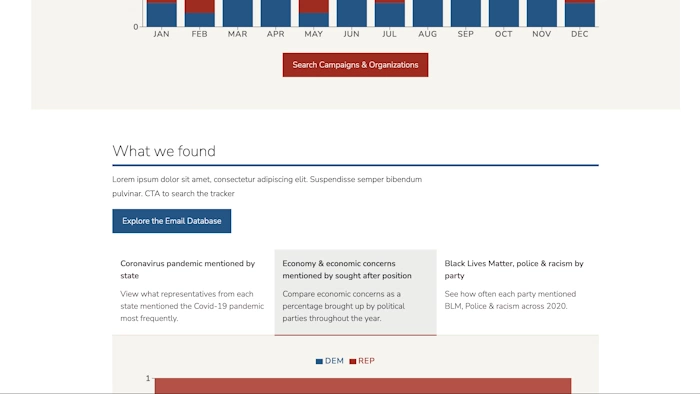 0
JAN FEB MAR APR MAY JUN JUL AUG SEP OCT NOV DEC
Search Campaigns & Organizations
What we found
Lorem ipsum dolor sit amet, consectetur adipiscing elit. Suspendisse semper bibendum
pulvinar. CTA to search the tracker
Explore the Email Database
Coronavirus pandemic mentioned by
state
View what representatives from each
state mentioned the Covid-19 pandemic
most frequently.
Economy & economic concerns
mentioned by sought after position
Compare economic concerns as a
percentage brought up by political
parties throughout the year.
Black Lives Matter, police & racism by
party
See how often each party mentioned
BLM, Police & racism across 2020.
DEM REP
1